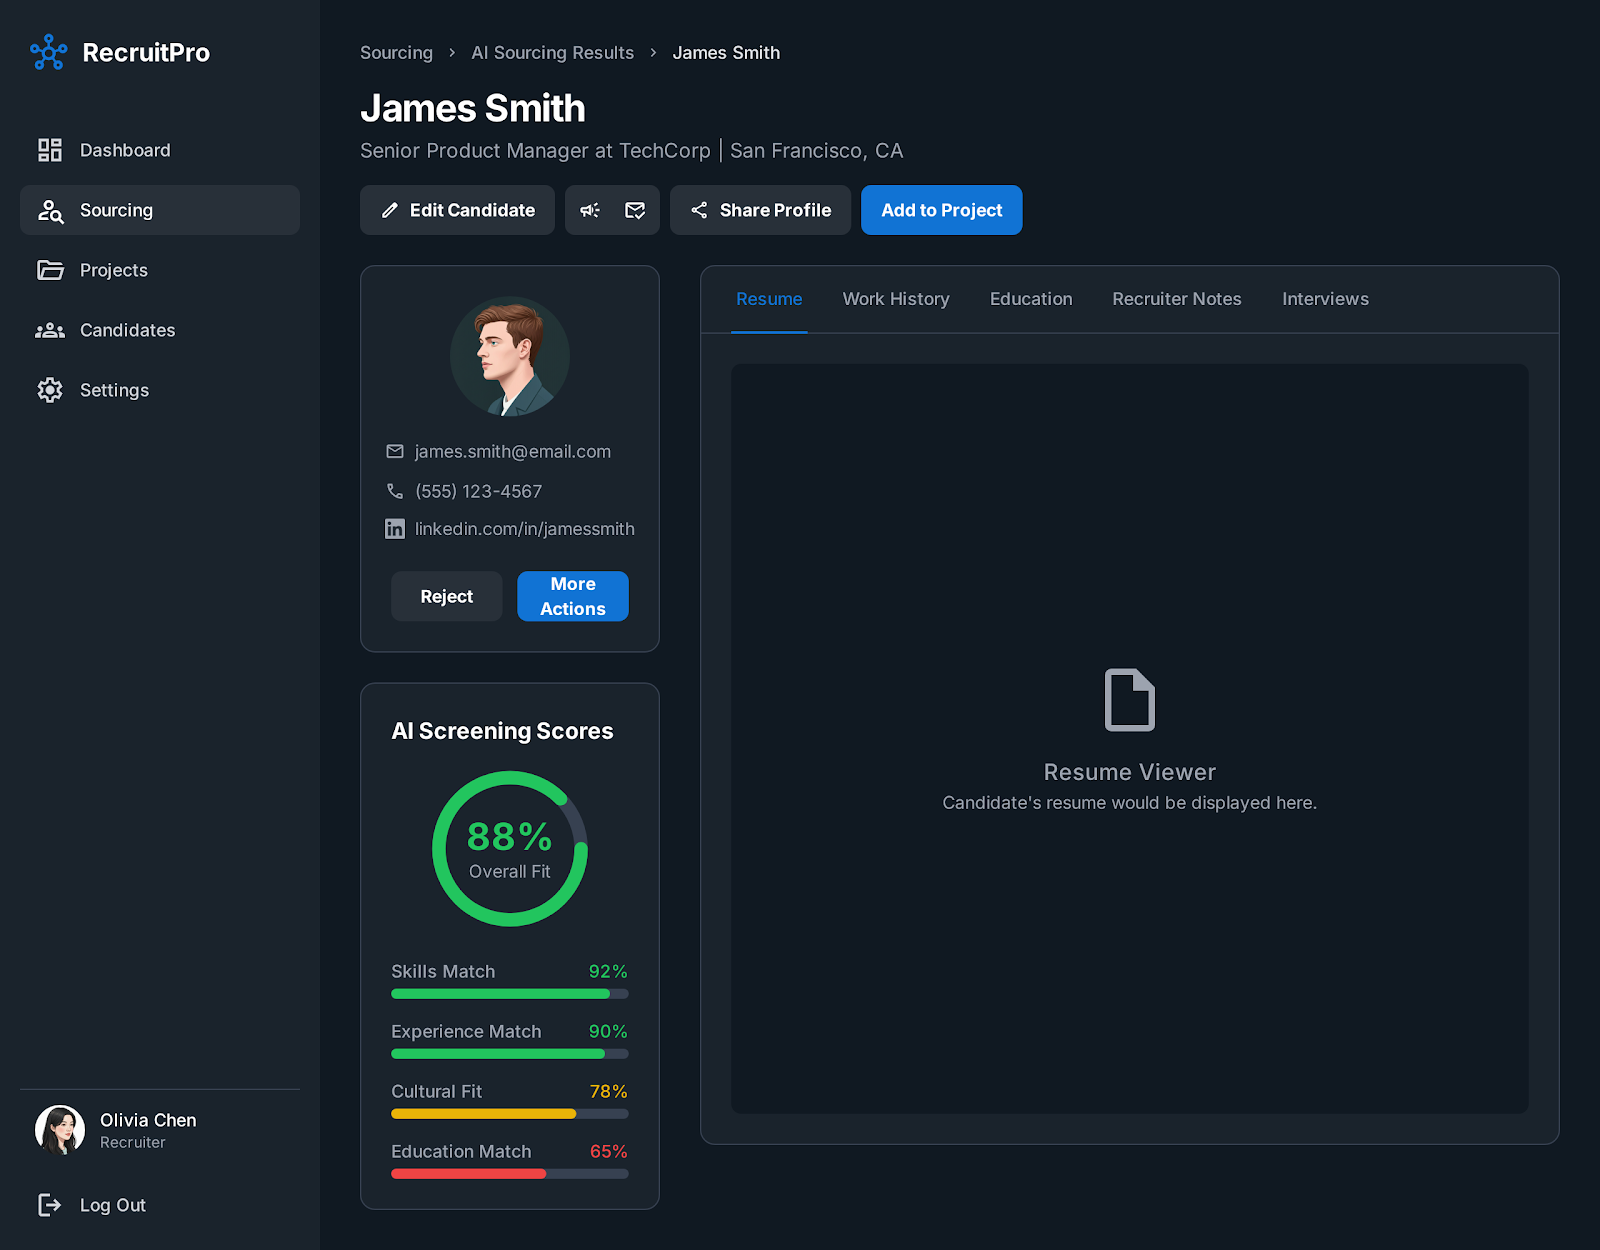 RecruitPro
Dashboard
Sourcing
Projects
Candidates
Settings
Olivia Chen
Recruiter
Log Out
Sourcing > AI Sourcing Results > James Smith
James Smith
Senior Product Manager at TechCorp | San Francisco, CA
Edit Candidate
Share Profile
Add to Project
james.smith@email.com
(555) 123-4567
in linkedin.com/in/jamessmith
Reject
More
Actions
AI Screening Scores
88%
Overall Fit
Skills Match 92%
Experience Match 90%
Cultural Fit 78%
Education Match 65%
Resume Work History Education Recruiter Notes Interviews
Resume Viewer
Candidate's resume would be displayed here.